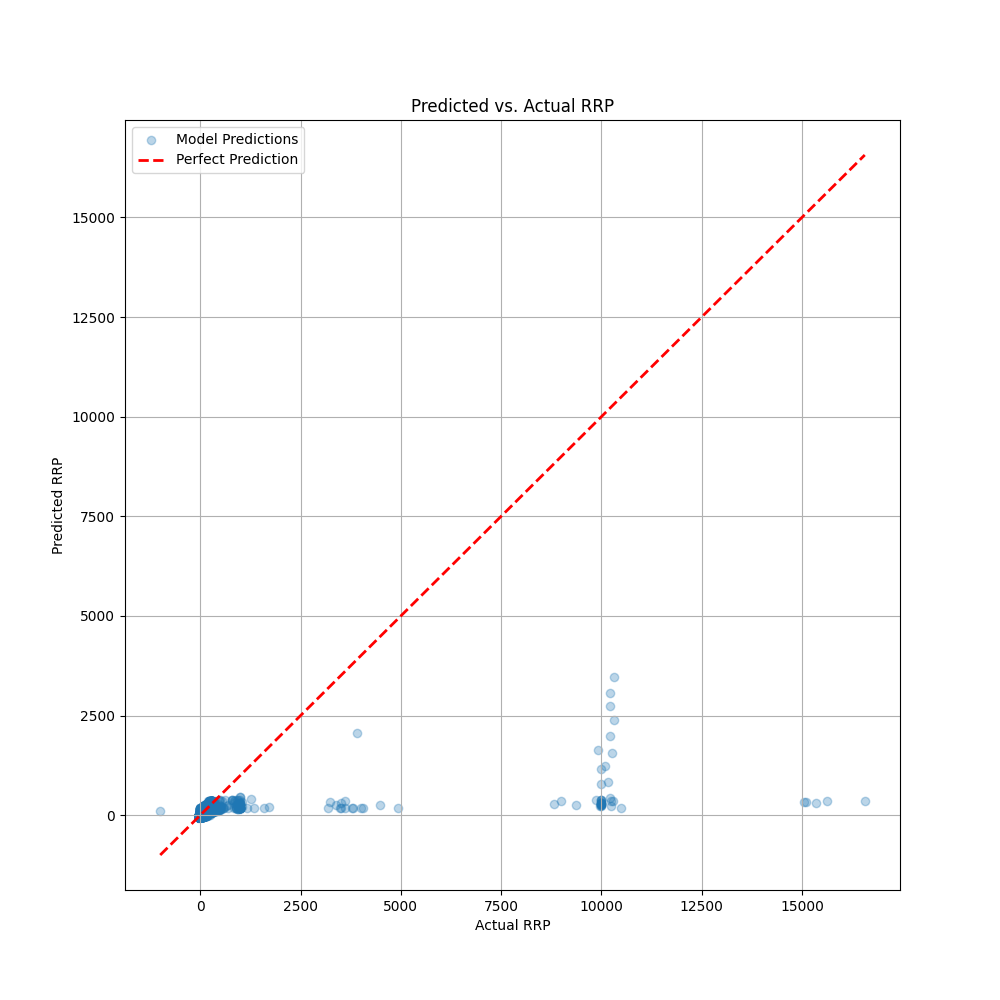 Predicted vs. Actual RRP
Model Predictions
Perfect Prediction
15000
12500
10000
7500
5000
2500
0
Predicted RRP
0 2500 5000 7500 10000 12500 15000
Actual RRP